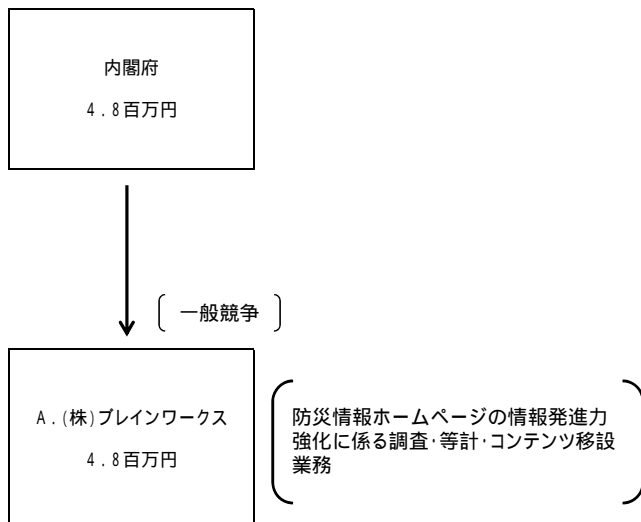 内閣府
4.8百万円
一般競争
A.(株)ブレインワークス
4.8百万円
防災情報ホームページの情報発進力
強化に係る調査・等計・コンテンツ移設
業務